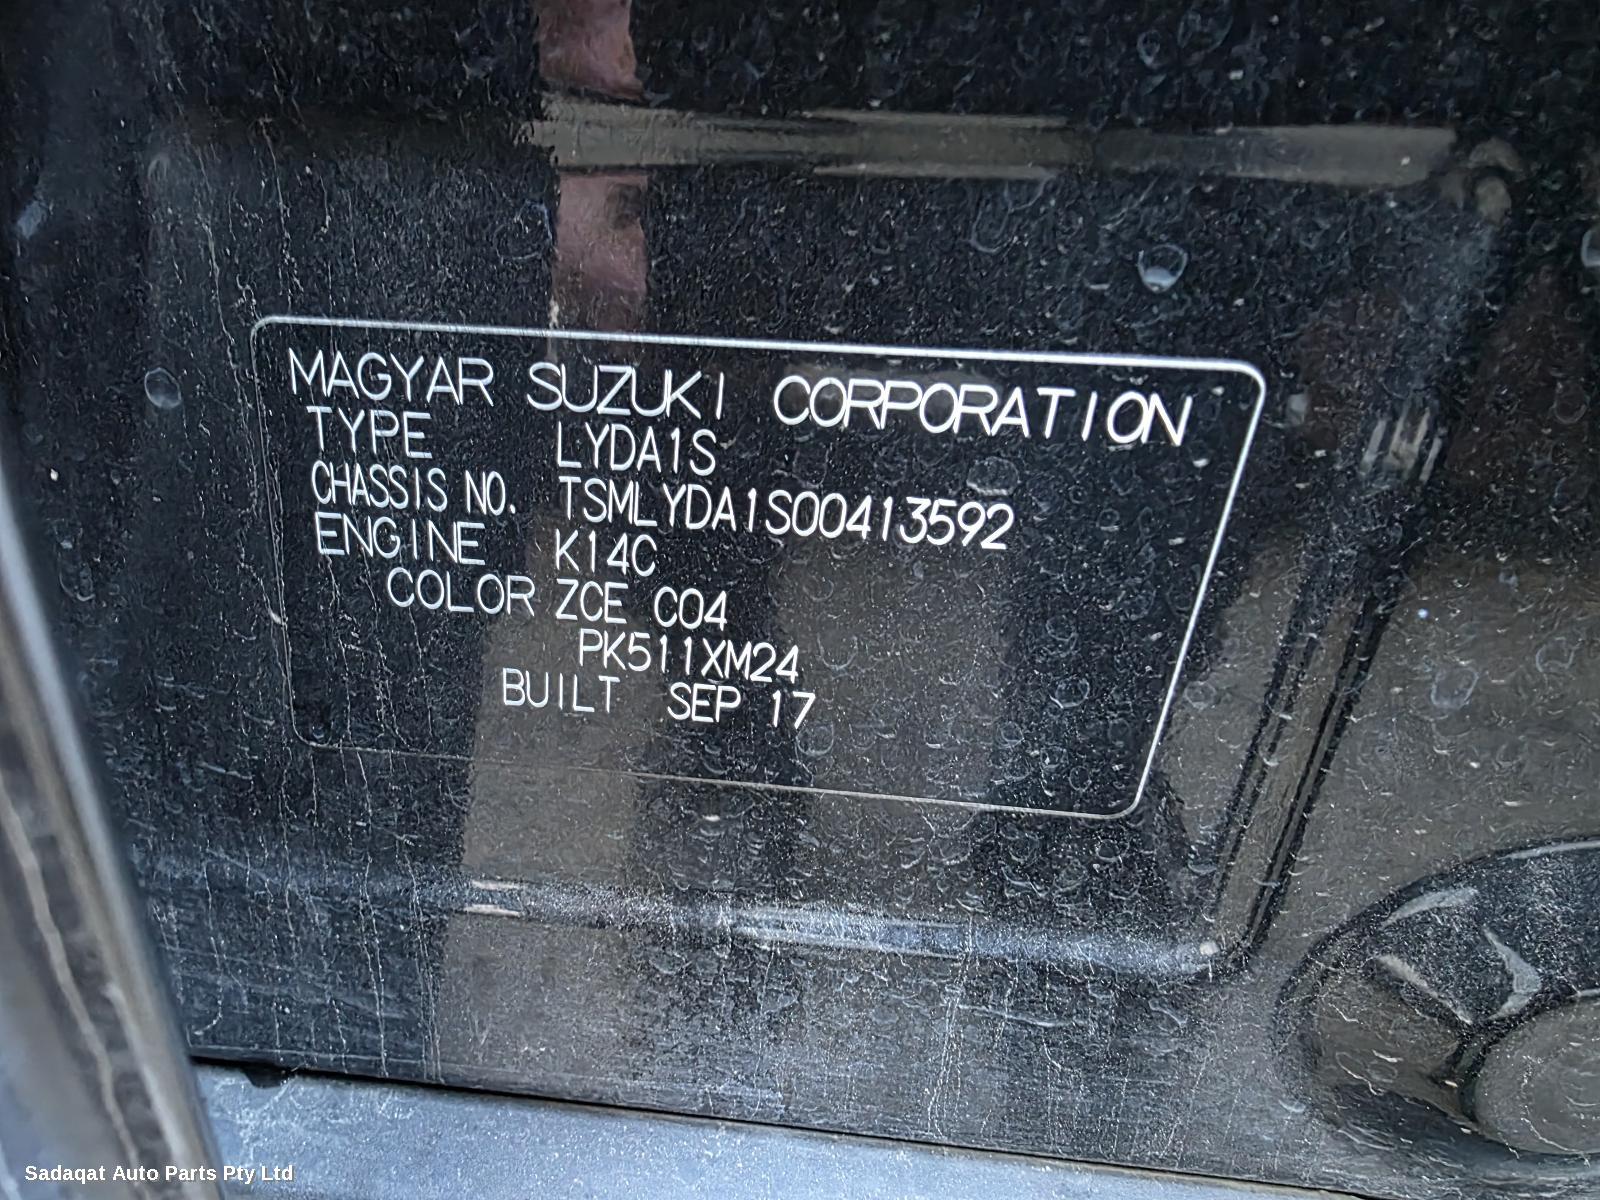 MAGYAR SUZUKI CORPORATION
TYPE LYDA1S
CHASSIS NO. TSMLYDA1S00413592
ENGINE K14C
COLOR ZCE C04
PK511XM24
BUILT SEP 17
Sadaqat Auto Parts Pty Ltd